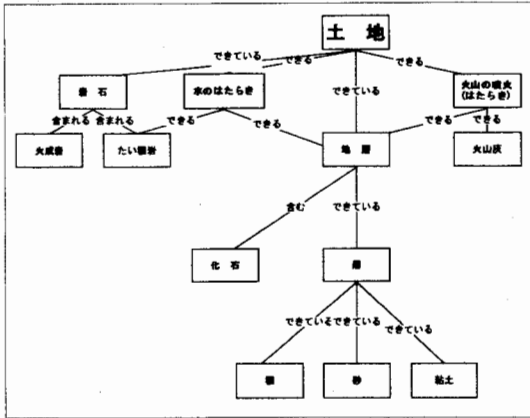 土 地
できている
できる
できる
岩 石
水のはたらき
できている
火山の噴火
(はたらき)
含まれる
含まれる
できる
できる
できる
できる
火成岩
たい積岩
地 層
火山灰
含む
できている
化 石
層
できている
できている
できている
礫
砂
粘土